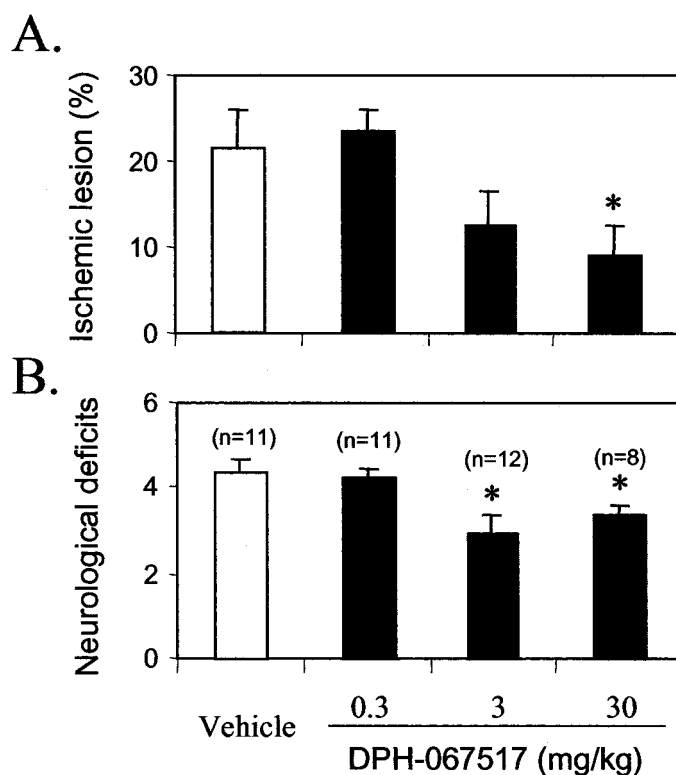 A.
Ischemic lesion (%)
30
20
10
0
*
B.
Neurological deficits
6
4
2
0
(n=11)
(n=11)
(n=12)
(n=8)
*
*
Vehicle
0.3
3
30
DPH-067517 (mg/kg)